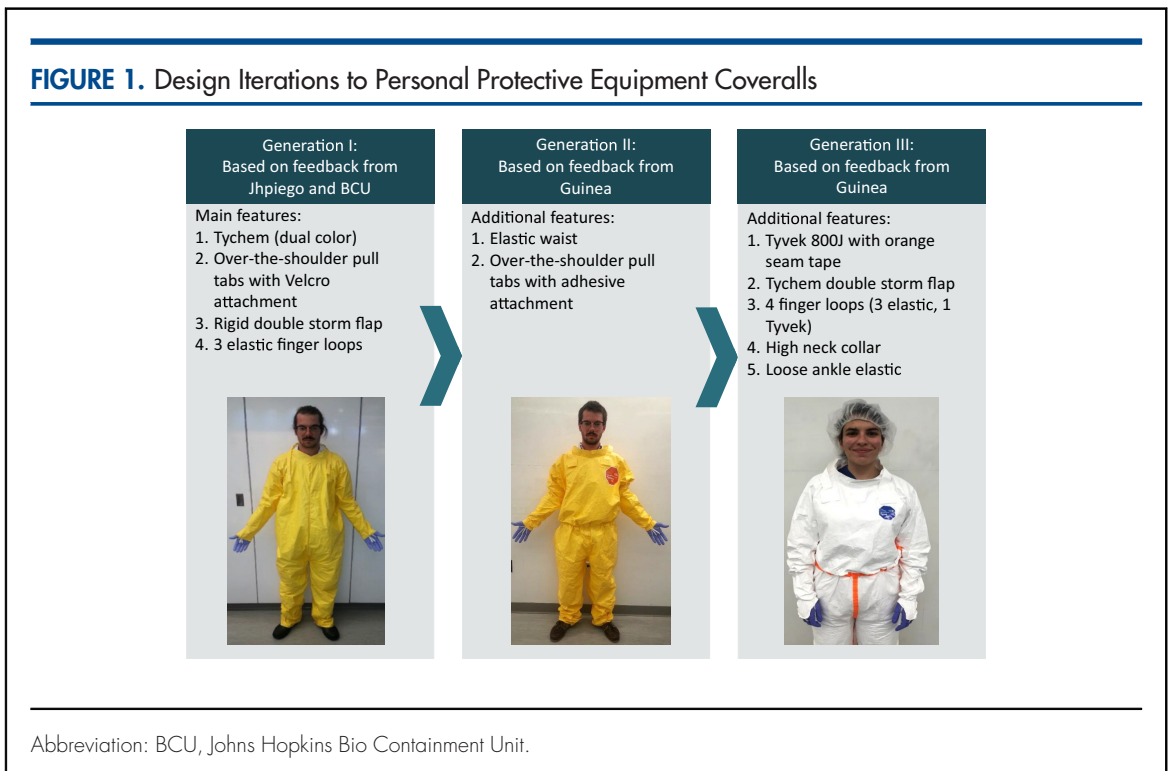 FIGURE 1. Design Iterations to Personal Protective Equipment Coveralls
Generation I:
Based on feedback from
Jhpiego and BCU
Main features:
1. Tychem (dual color)
2. Over-the-shoulder pull
tabs with Velcro
attachment
3. Rigid double storm flap
4. 3 elastic finger loops
Generation II:
Based on feedback from
Guinea
Additional features:
1. Elastic waist
2. Over-the-shoulder pull
tabs with adhesive
attachment
Generation III:
Based on feedback from
Guinea
Additional features:
1. Tyvek 800J with orange
seam tape
2. Tychem double storm flap
3. 4 finger loops (3 elastic, 1
Tyvek)
4. High neck collar
5. Loose ankle elastic
Abbreviation: BCU, Johns Hopkins Bio Containment Unit.